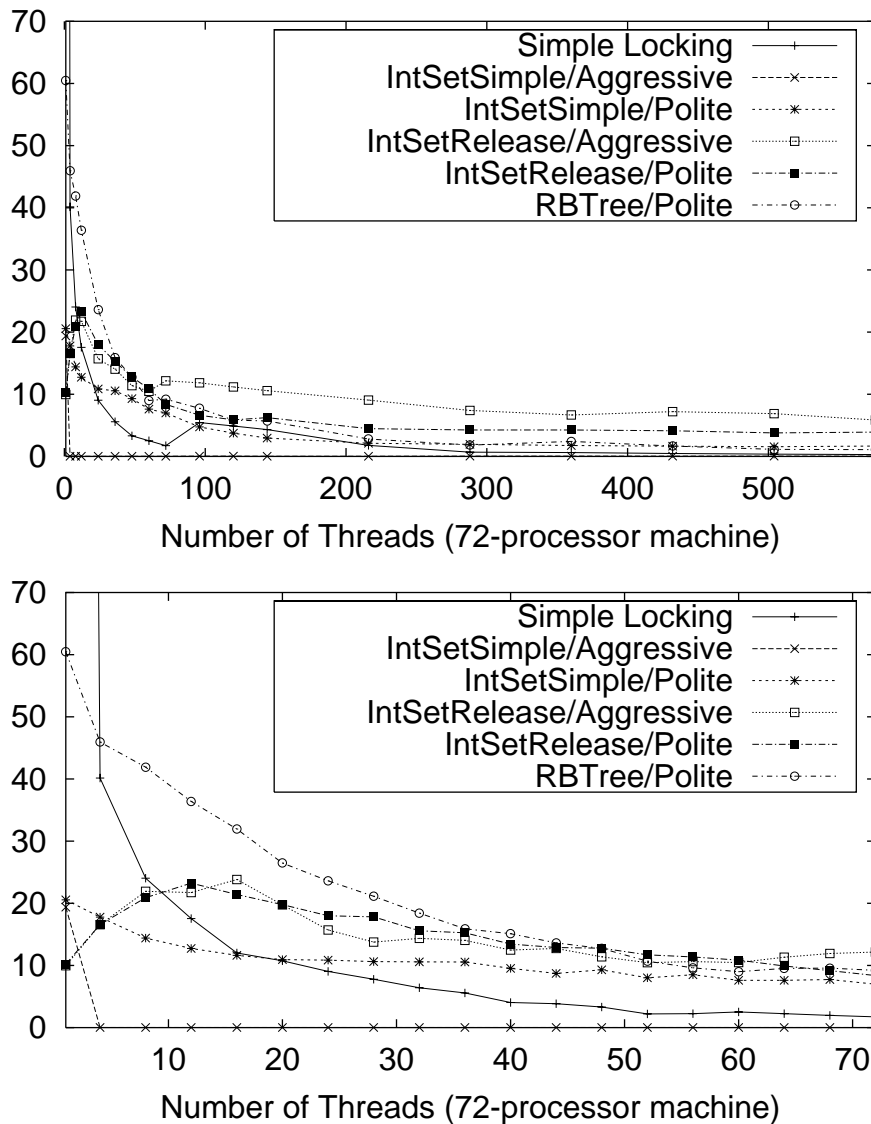 70
60
50
40
30
20
10
0
Simple Locking
IntSetSimple/Aggressive
IntSetSimple/Polite
IntSetRelease/Aggressive
IntSetRelease/Polite
RBTree/Polite
0 100 200 300 400 500
Number of Threads (72-processor machine)
70
60
50
40
30
20
10
0
Simple Locking
IntSetSimple/Aggressive
IntSetSimple/Polite
IntSetRelease/Aggressive
IntSetRelease/Polite
RBTree/Polite
10 20 30 40 50 60 70
Number of Threads (72-processor machine)